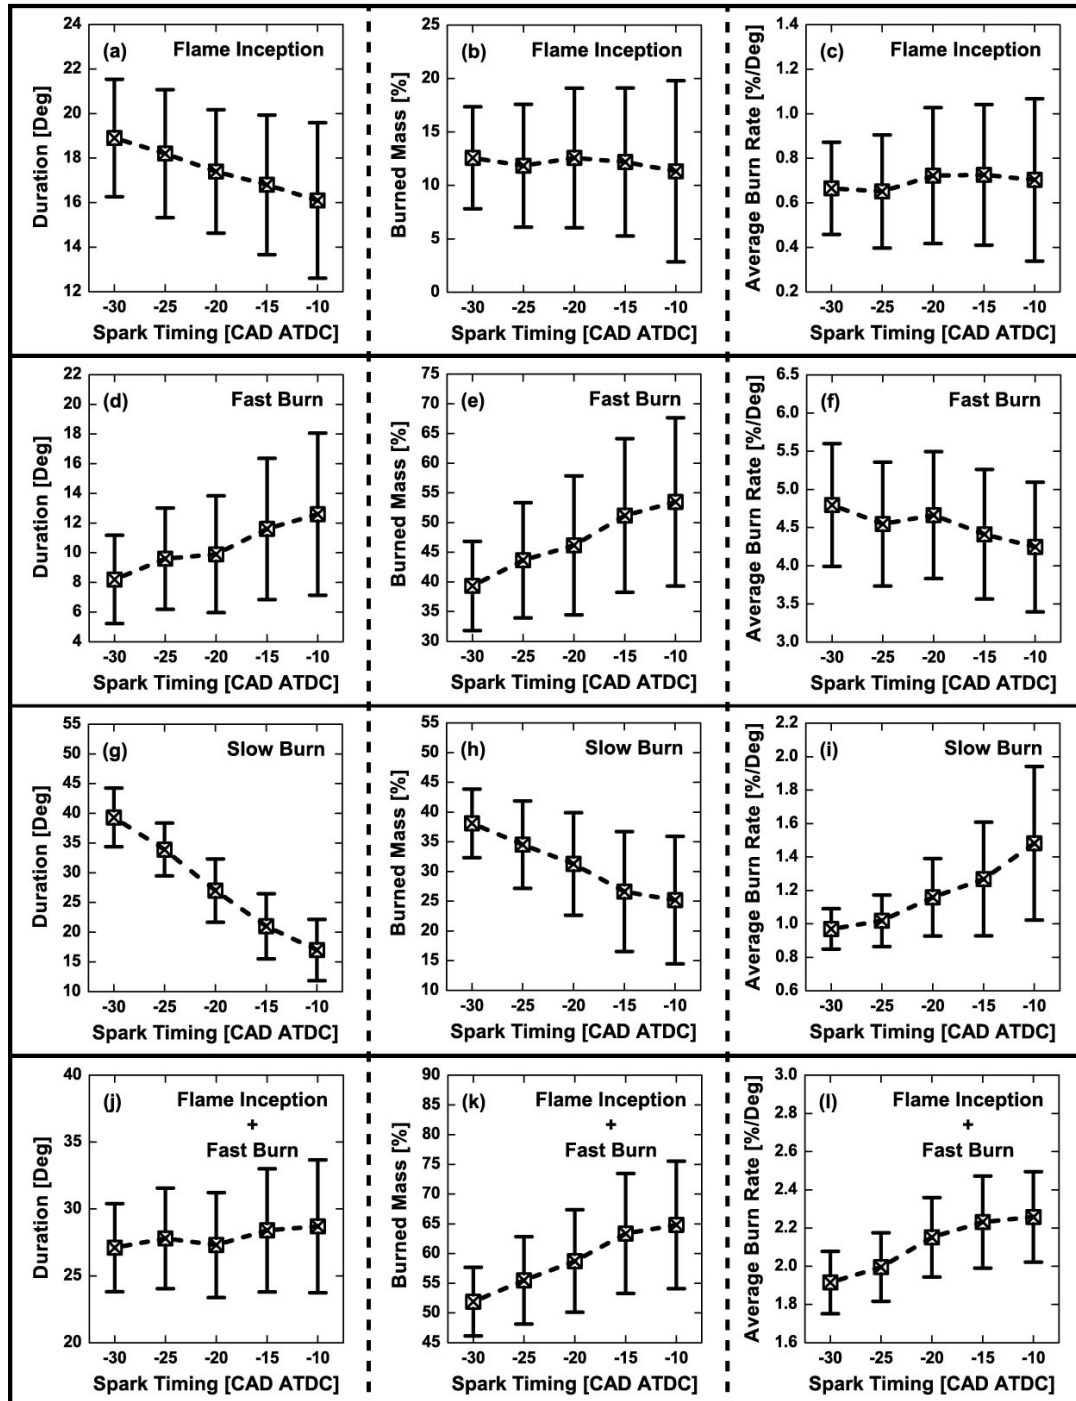 (a) Flame Inception
Duration [Deg]
24
22
20
18
16
14
12
-30 -25 -20 -15 -10
Spark Timing [CAD ATDC]
(b) Flame Inception
Burned Mass [%]
25
20
15
10
5
0
-30 -25 -20 -15 -10
Spark Timing [CAD ATDC]
(c) Flame Inception
Average Burn Rate [%/Deg]
1.4
1.2
1.0
0.8
0.6
0.4
0.2
-30 -25 -20 -15 -10
Spark Timing [CAD ATDC]
(d) Fast Burn
Duration [Deg]
22
20
18
16
14
12
10
8
6
4
-30 -25 -20 -15 -10
Spark Timing [CAD ATDC]
(e) Fast Burn
Burned Mass [%]
75
70
65
60
55
50
45
40
35
30
-30 -25 -20 -15 -10
Spark Timing [CAD ATDC]
(f) Fast Burn
Average Burn Rate [%/Deg]
6.5
6.0
5.5
5.0
4.5
4.0
3.5
3.0
-30 -25 -20 -15 -10
Spark Timing [CAD ATDC]
(g) Slow Burn
Duration [Deg]
55
50
45
40
35
30
25
20
15
10
-30 -25 -20 -15 -10
Spark Timing [CAD ATDC]
(h) Slow Burn
Burned Mass [%]
55
50
45
40
35
30
25
20
15
10
-30 -25 -20 -15 -10
Spark Timing [CAD ATDC]
(i) Slow Burn
Average Burn Rate [%/Deg]
2.2
2.0
1.8
1.6
1.4
1.2
1.0
0.8
0.6
-30 -25 -20 -15 -10
Spark Timing [CAD ATDC]
(j) Flame Inception
+
Fast Burn
Duration [Deg]
40
35
30
25
20
-30 -25 -20 -15 -10
Spark Timing [CAD ATDC]
(k) Flame Inception
+
Fast Burn
Burned Mass [%]
90
85
80
75
70
65
60
55
50
45
-30 -25 -20 -15 -10
Spark Timing [CAD ATDC]
(l) Flame Inception
+
Fast Burn
Average Burn Rate [%/Deg]
3.0
2.8
2.6
2.4
2.2
2.0
1.8
1.6
-30 -25 -20 -15 -10
Spark Timing [CAD ATDC]